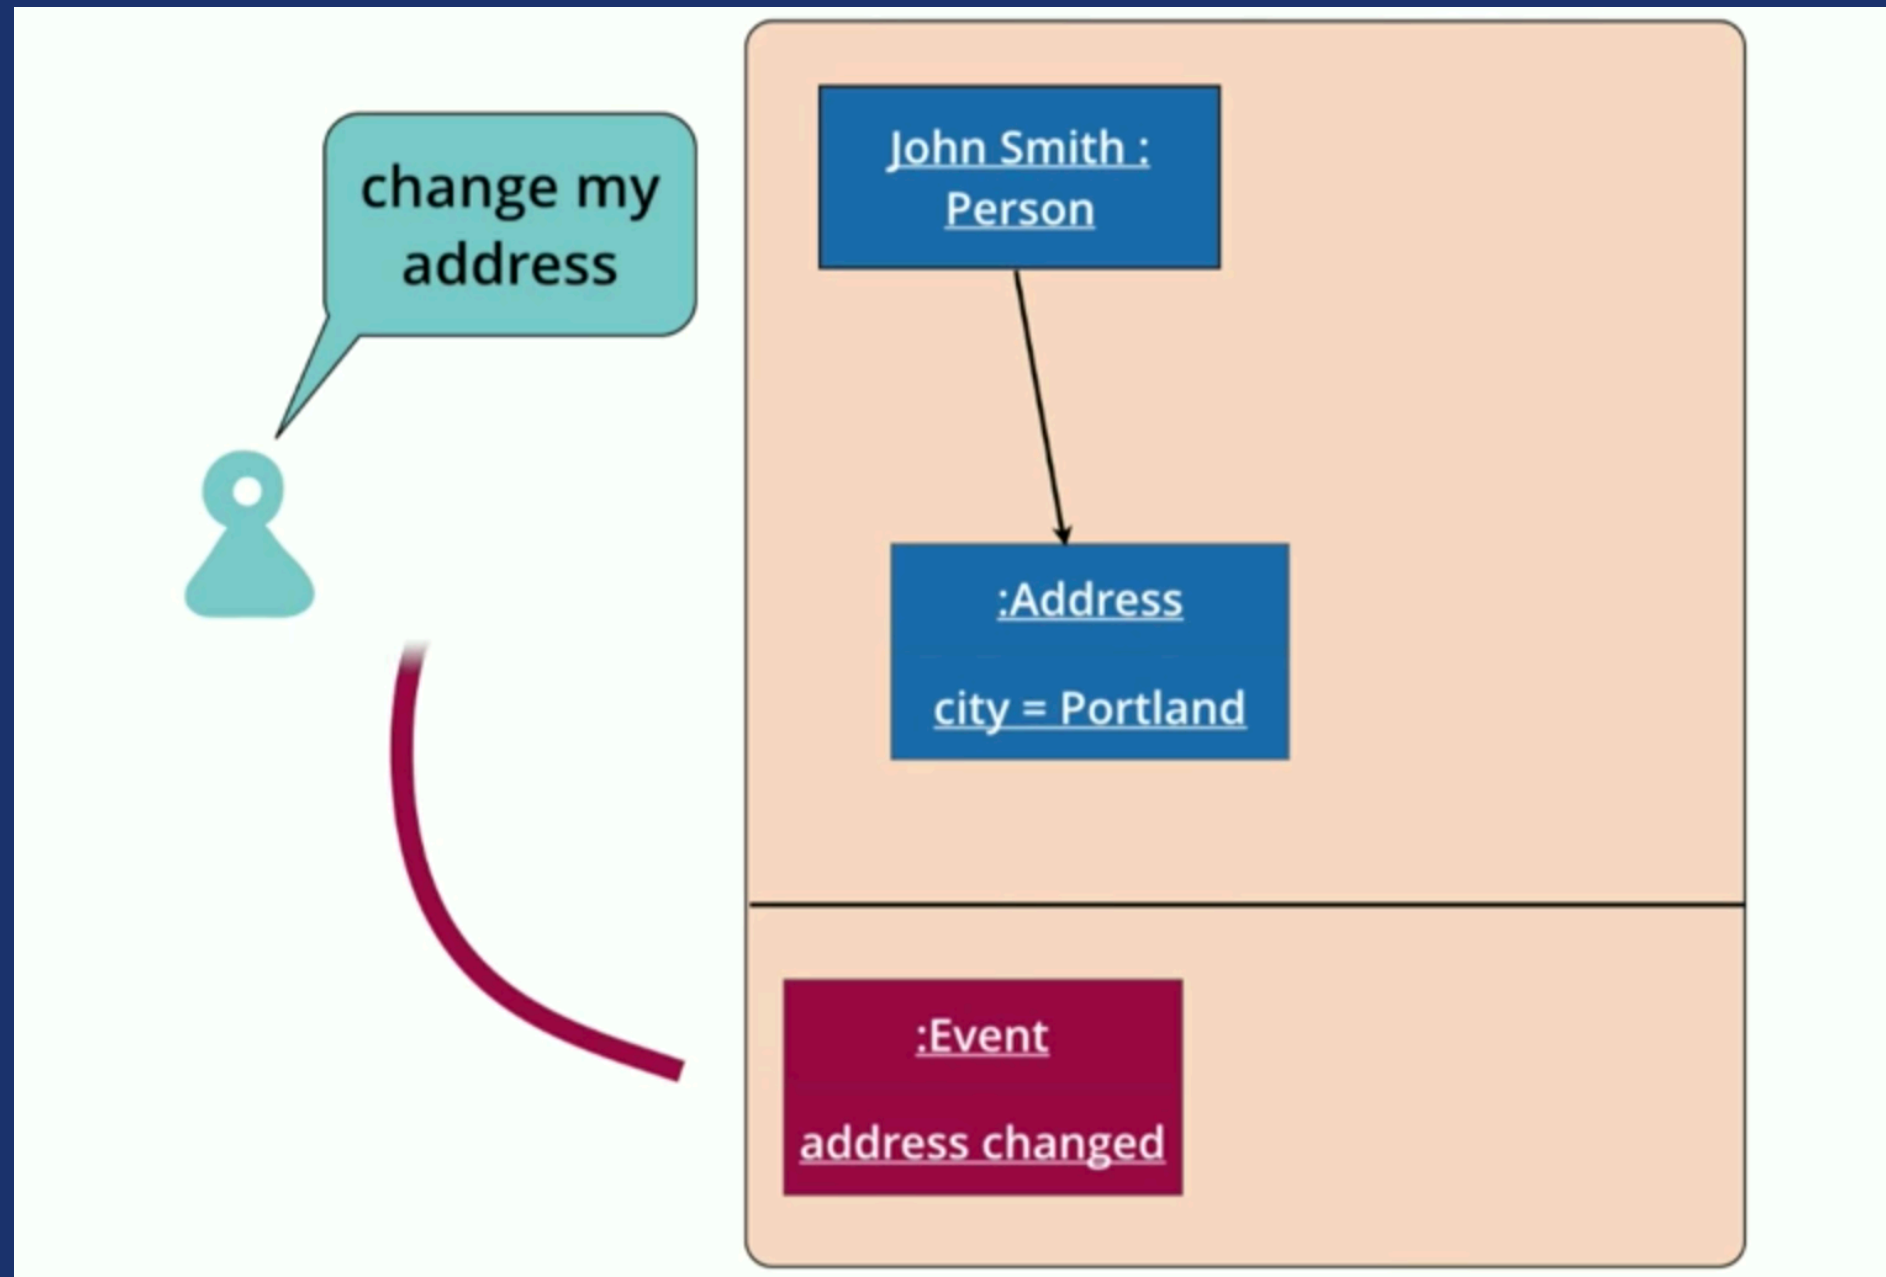 change my
address
John Smith :
Person
:Address
city = Portland
:Event
address changed